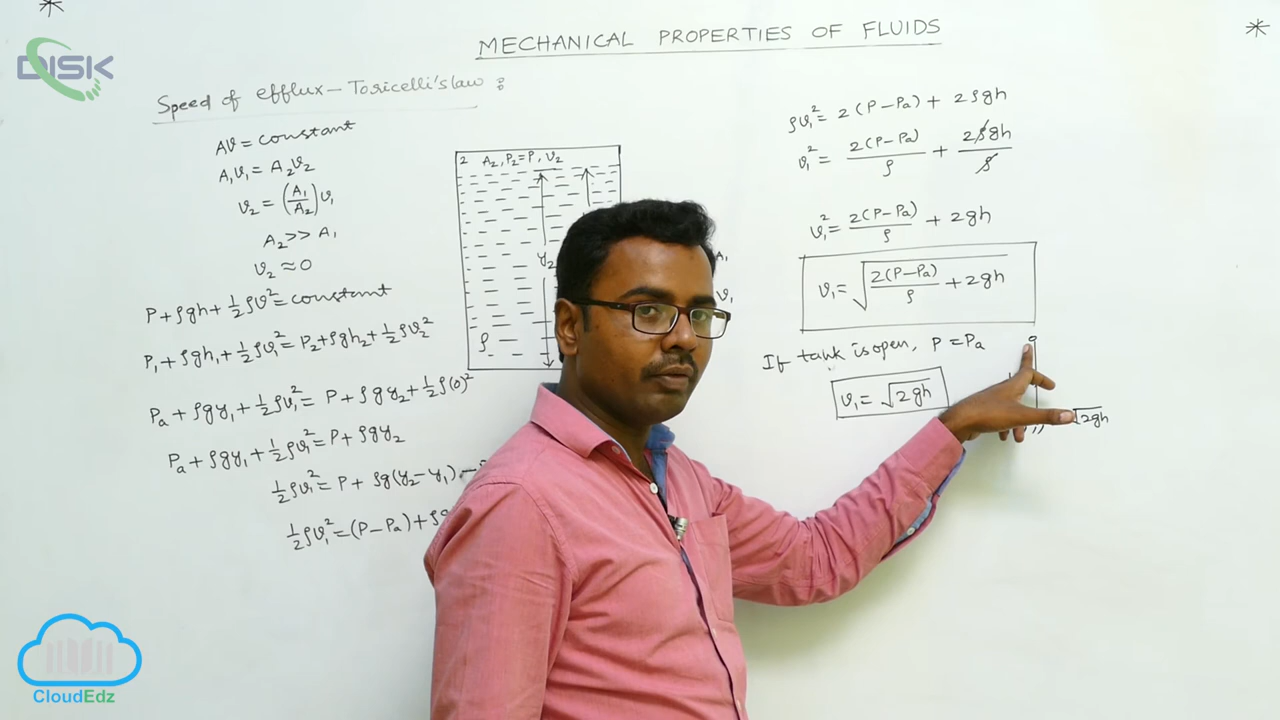 MECHANICAL PROPERTIES OF FLUIDS
DISK
Speed of efflux – Toricelli's law :
Av = constant
A₁v₁ = A₂v₂
v₂ = (A₁/A₂)v₁
A₂ >> A₁
v₂ ≈ 0
P + ρgh + ½ρv² = constant
P₁ + ρgh₁ + ½ρv₁² = P₂ + ρgh₂ + ½ρv₂²
Pa + ρgy₁ + ½ρv₁² = P + ρgy₂ + ½ρ(0)²
Pa + ρgy₁ + ½ρv₁² = P + ρgy₂
½ρv₁² = P + ρg(y₂ – y₁) –
½ρv₁² = (P – Pa) + ρg
2 A₂, P₂ = P, v₂
y₂
ρ
A₁
v₁
ρv₁² = 2(P – Pa) + 2ρgh
v₁² = 2(P – Pa)/ρ + 2ρgh/ρ
v₁² = 2(P – Pa)/ρ + 2gh
v₁ = √(2(P – Pa)/ρ + 2gh)
If tank is open, P = Pa
v₁ = √2gh
√2gh
CloudEdz